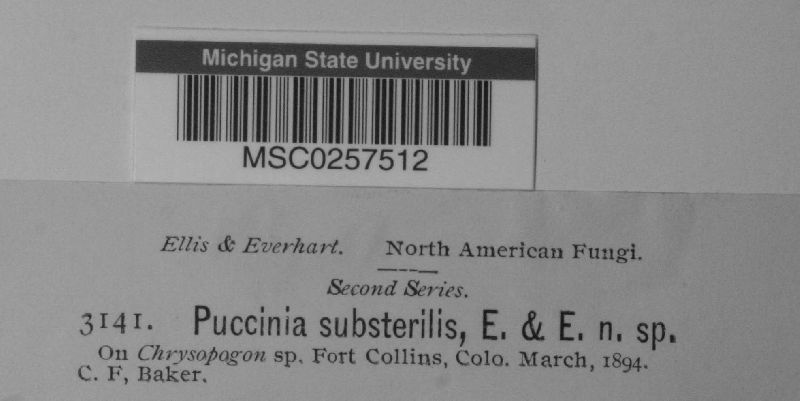 Michigan State University
MSC0257512
Ellis & Everhart. North American Fungi.
Second Series.
3141. Puccinia substerilis, E. & E. n. sp.
On Chrysopogon sp. Fort Collins, Colo. March, 1894.
C. F, Baker.